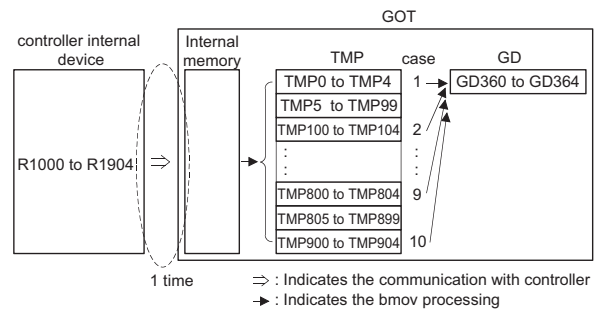 GOT
controller internal
device
Internal
memory
TMP
case
GD
TMP0 to TMP4
1
GD360 to GD364
TMP5 to TMP99
TMP100 to TMP104
2
R1000 to R1904
:
:
:
:
TMP800 to TMP804
9
TMP805 to TMP899
TMP900 to TMP904
10
1 time
⇒ : Indicates the communication with controller
→ : Indicates the bmov processing